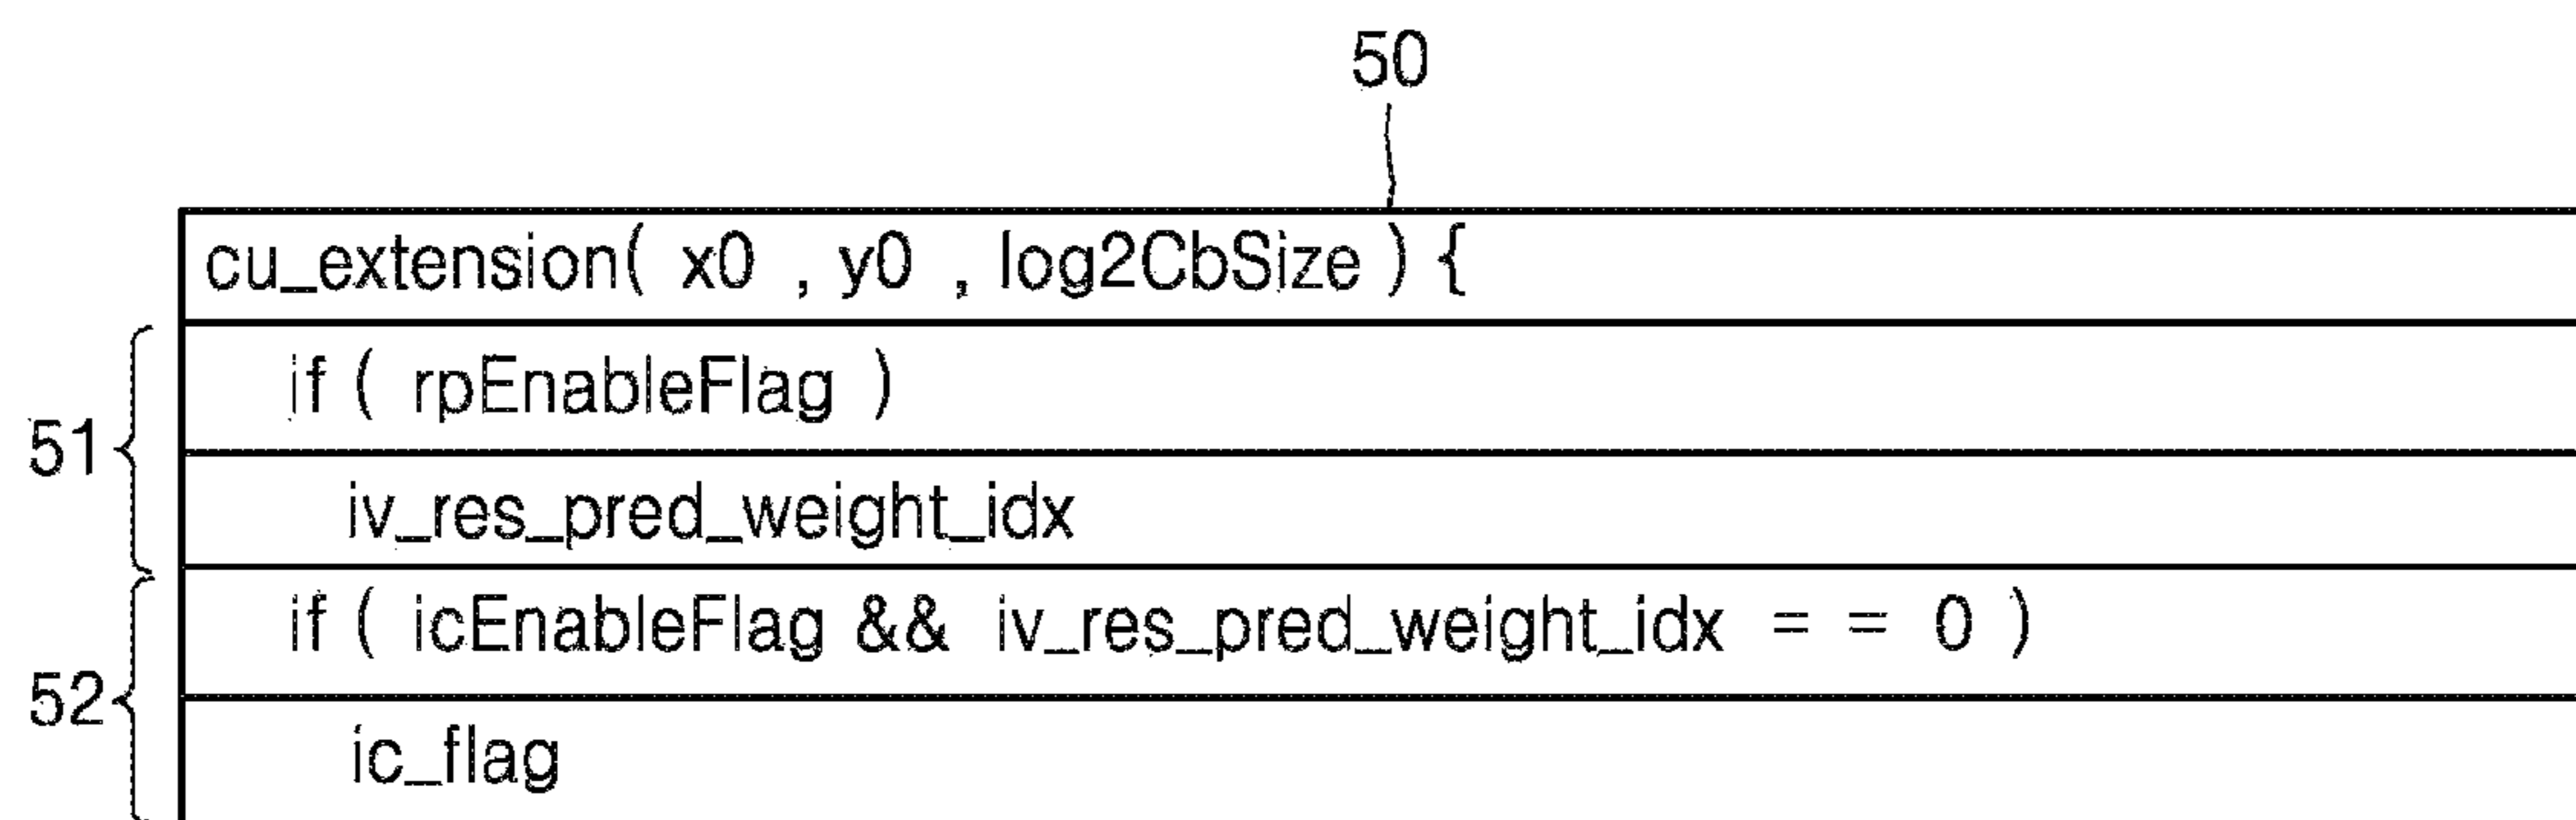 50
cu_extension( x0 , y0 , log2CbSize ) {
51
if ( rpEnableFlag )
iv_res_pred_weight_idx
52
if ( icEnableFlag && iv_res_pred_weight_idx = = 0 )
ic_flag